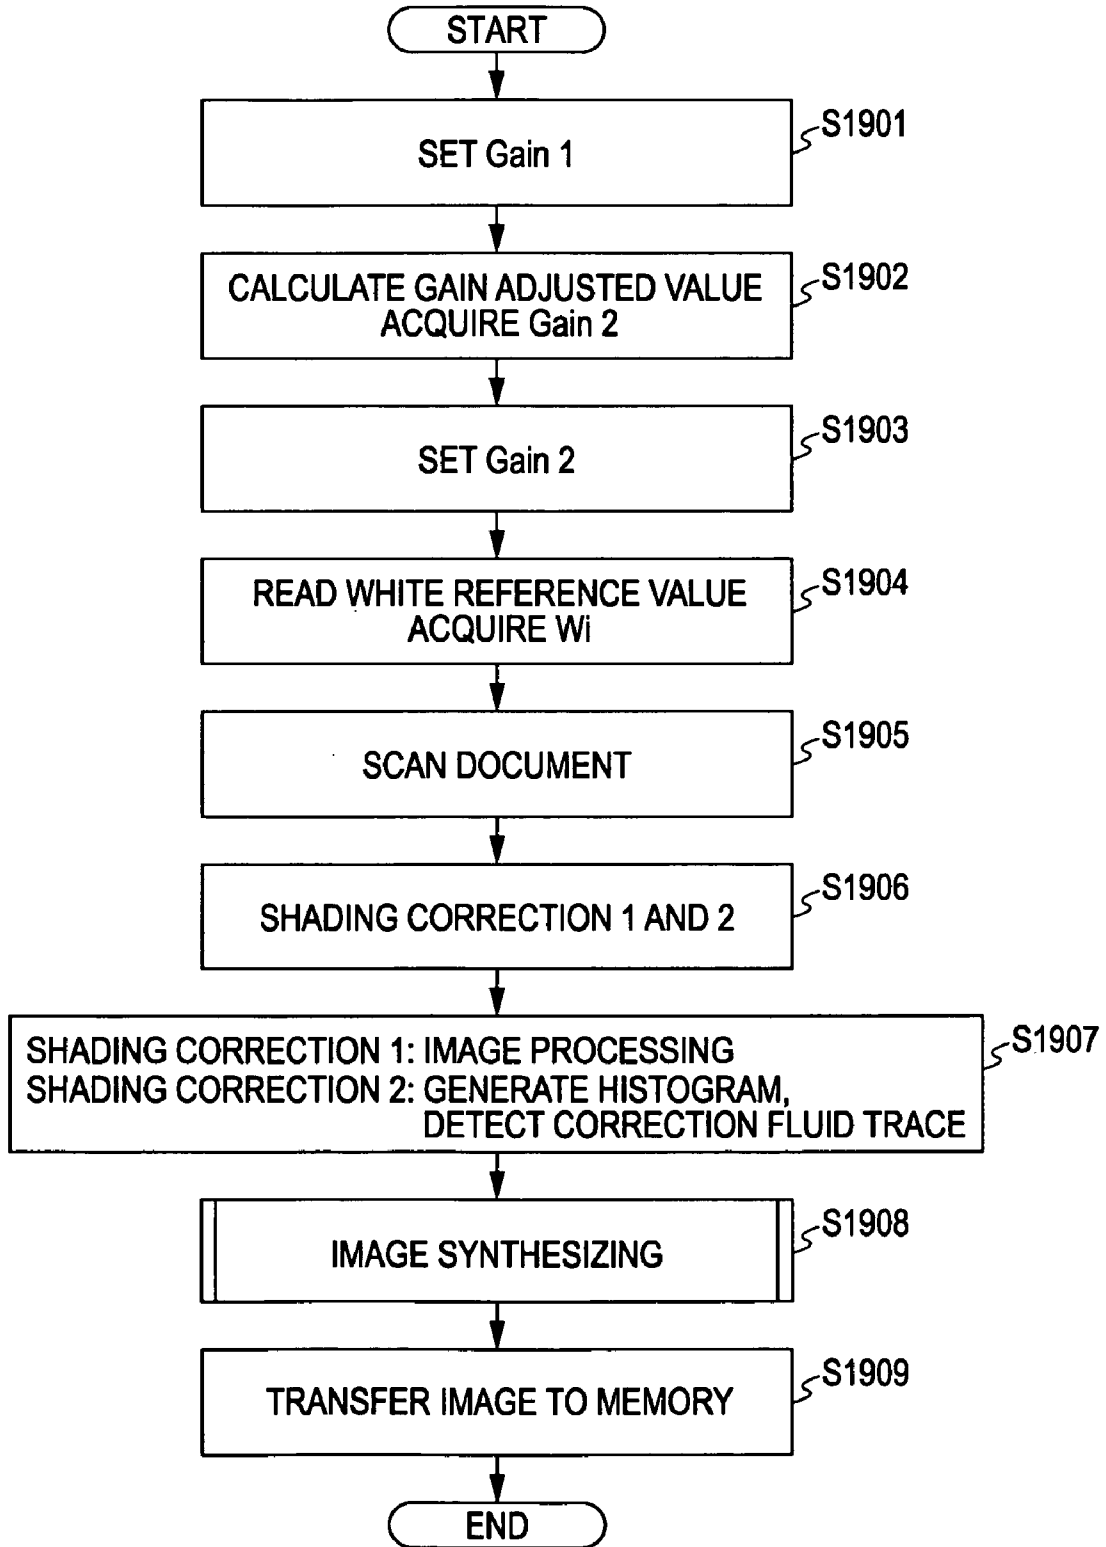 START
SET Gain 1
S1901
CALCULATE GAIN ADJUSTED VALUE
ACQUIRE Gain 2
S1902
SET Gain 2
S1903
READ WHITE REFERENCE VALUE
ACQUIRE Wi
S1904
SCAN DOCUMENT
S1905
SHADING CORRECTION 1 AND 2
S1906
SHADING CORRECTION 1: IMAGE PROCESSING
SHADING CORRECTION 2: GENERATE HISTOGRAM,
DETECT CORRECTION FLUID TRACE
S1907
IMAGE SYNTHESIZING
S1908
TRANSFER IMAGE TO MEMORY
S1909
END